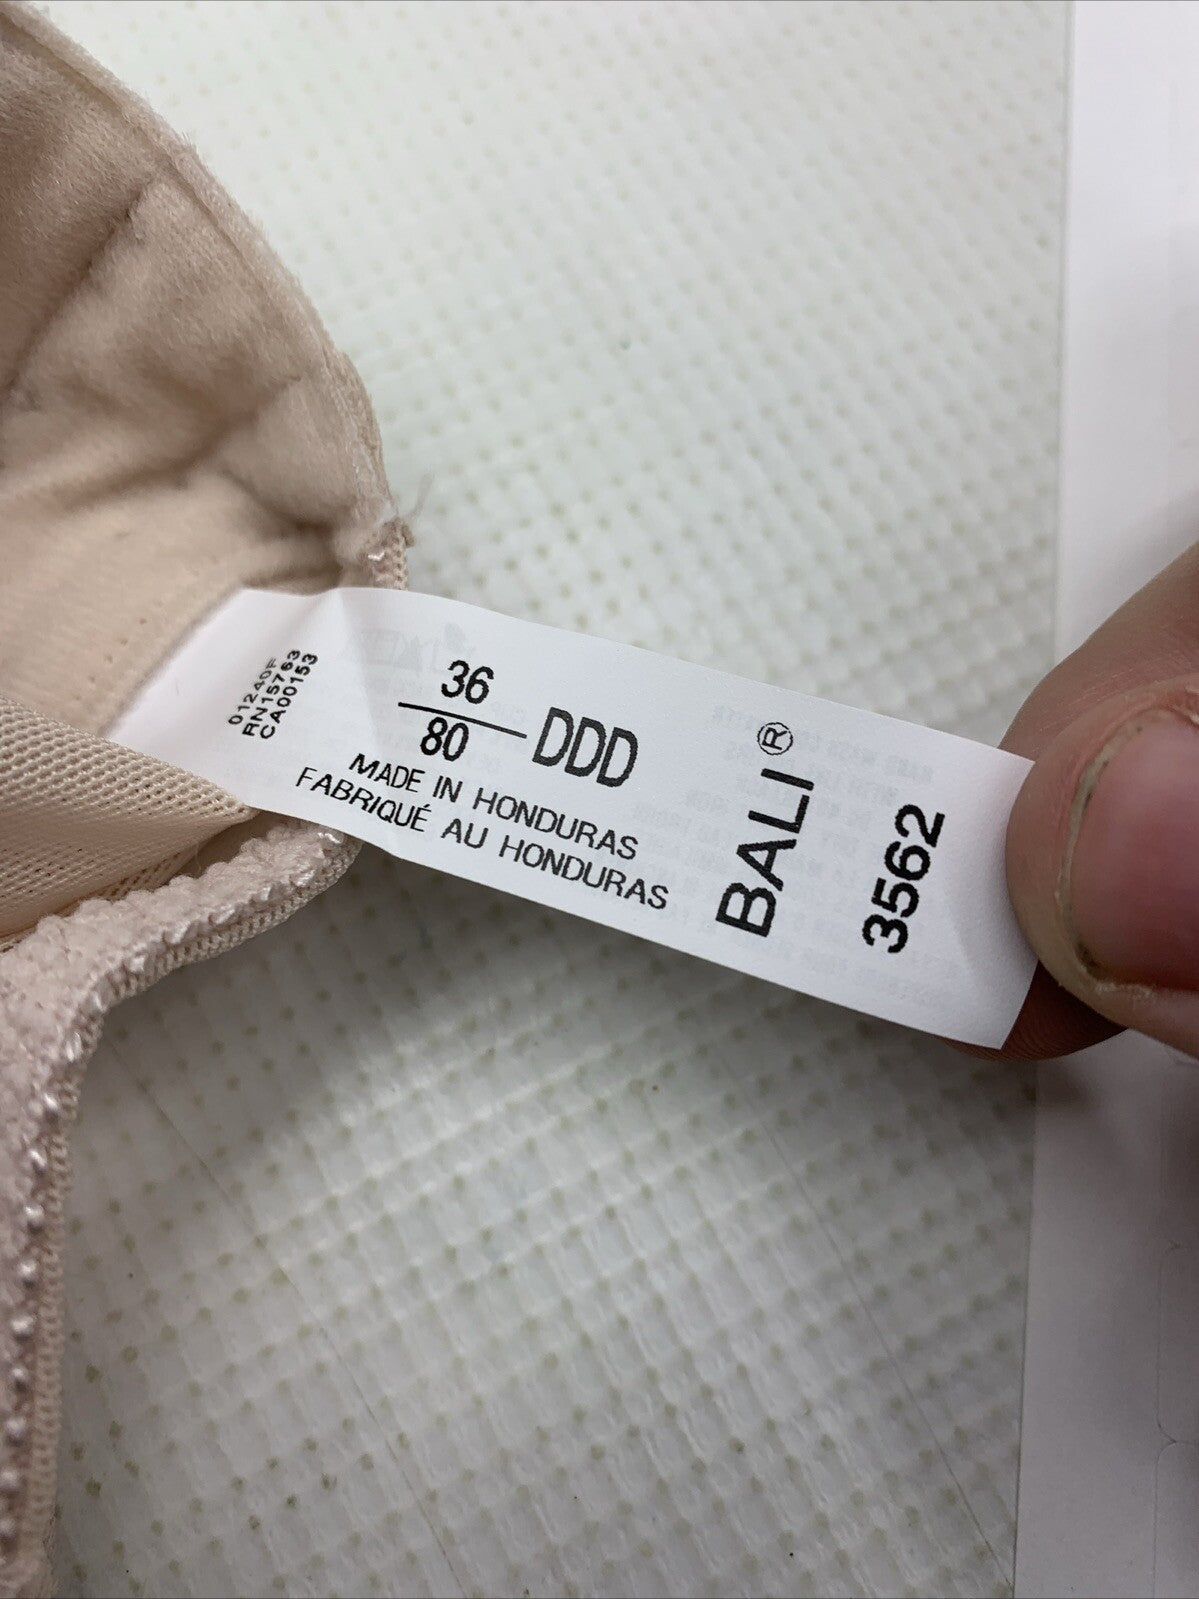 01240F
RN15763
CA00153
36
80
DDD
MADE IN HONDURAS
FABRIQUÉ AU HONDURAS
BALI®
3562